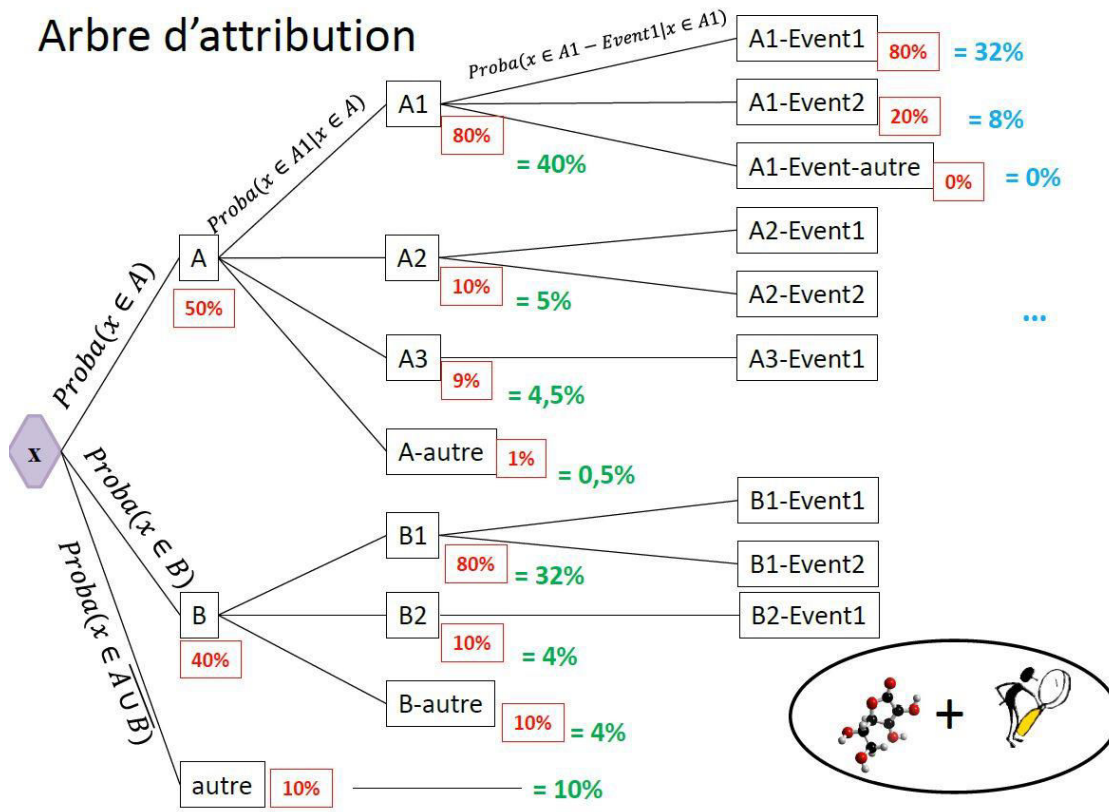 Arbre d'attribution
Proba(x ∈ A1 − Event1|x ∈ A1)
A1-Event1
80%
= 32%
A1
80%
= 40%
A1-Event2
20%
= 8%
A1-Event-autre
0%
= 0%
Proba(x ∈ A1|x ∈ A)
A
50%
A2
10%
= 5%
A2-Event1
A2-Event2
...
Proba(x ∈ A)
A3
9%
= 4,5%
A3-Event1
x
A-autre
1%
= 0,5%
Proba(x ∈ B)
B1
80%
= 32%
B1-Event1
B1-Event2
B
40%
B2
10%
= 4%
B2-Event1
Proba(x ∈ \overline{A ∪ B})
B-autre
10%
= 4%
+
autre
10%
= 10%